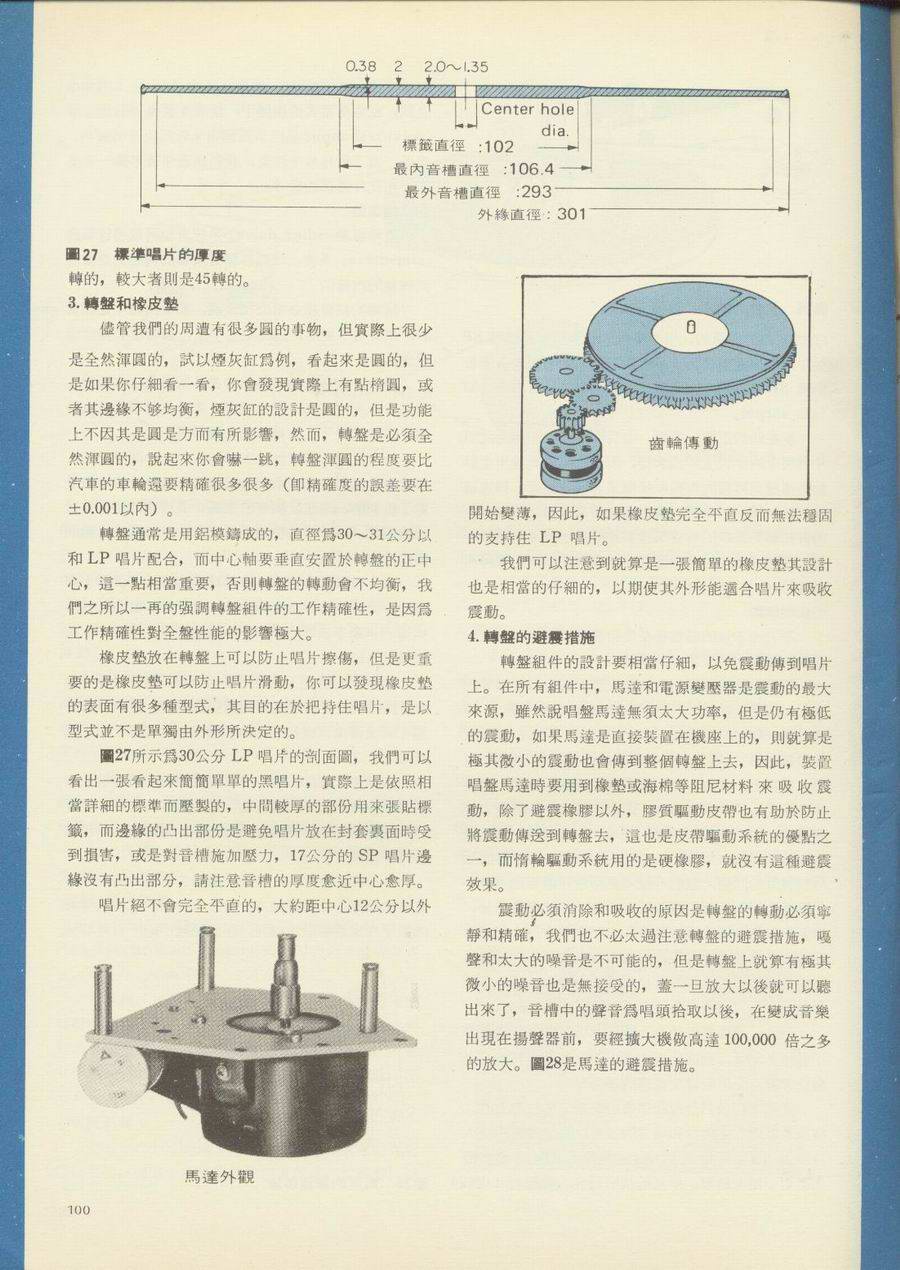 0.38 2 2.0～1.35
Center hole
dia.
標籤直徑 :102
最內音槽直徑 :106.4
最外音槽直徑 :293
外緣直徑：301
圖27 標準唱片的厚度
轉的，較大者則是45轉的。
3. 轉盤和橡皮墊
儘管我們的周遭有很多圓的事物，但實際上很少
是全然渾圓的，試以煙灰缸爲例，看起來是圓的，但
是如果你仔細看一看，你會發現實際上有點橢圓，或
者其邊緣不够均衡，煙灰缸的設計是圓的，但是功能
上不因其是圓是方而有所影響，然而，轉盤是必須全
然渾圓的，說起來你會嚇一跳，轉盤渾圓的程度要比
汽車的車輪還要精確很多很多（卽精確度的誤差要在
±0.001以內）。
轉盤通常是用鋁模鑄成的，直徑爲30～31公分以
和 LP 唱片配合，而中心軸要垂直安置於轉盤的正中
心，這一點相當重要，否則轉盤的轉動會不均衡，我
們之所以一再的强調轉盤組件的工作精確性，是因爲
工作精確性對全盤性能的影響極大。
橡皮墊放在轉盤上可以防止唱片擦傷，但是更重
要的是橡皮墊可以防止唱片滑動，你可以發現橡皮墊
的表面有很多種型式，其目的在於把持住唱片，是以
型式並不是單獨由外形所決定的。
圖27所示爲30公分 LP 唱片的剖面圖，我們可以
看出一張看起來簡簡單單的黑唱片，實際上是依照相
當詳細的標準而壓製的，中間較厚的部份用來張貼標
籤，而邊緣的凸出部份是避免唱片放在封套裏面時受
到損害，或是對音槽施加壓力，17公分的 SP 唱片邊
緣沒有凸出部分，請注意音槽的厚度愈近中心愈厚。
唱片絕不會完全平直的，大約距中心12公分以外
馬達外觀
100
齒輪傳動
開始變薄，因此，如果橡皮墊完全平直反而無法穩固
的支持住 LP 唱片。
我們可以注意到就算是一張簡單的橡皮墊其設計
也是相當的仔細的，以期使其外形能適合唱片來吸收
震動。
4. 轉盤的避震措施
轉盤組件的設計要相當仔細，以免震動傳到唱片
上。在所有組件中，馬達和電源變壓器是震動的最大
來源，雖然說唱盤馬達無須太大功率，但是仍有極低
的震動，如果馬達是直接裝置在機座上的，則就算是
極其微小的震動也會傳到整個轉盤上去，因此，裝置
唱盤馬達時要用到橡墊或海棉等阻尼材料來吸收震
動，除了避震橡膠以外，膠質驅動皮帶也有助於防止
將震動傳送到轉盤去，這也是皮帶驅動系統的優點之
一，而惰輪驅動系統用的是硬橡膠，就沒有這種避震
效果。
震動必須消除和吸收的原因是轉盤的轉動必須寧
靜和精確，我們也不必太過注意轉盤的避震措施，嘎
聲和太大的噪音是不可能的，但是轉盤上就算有極其
微小的噪音也是無接受的，蓋一旦放大以後就可以聽
出來了，音槽中的聲音爲唱頭拾取以後，在變成音樂
出現在揚聲器前，要經擴大機做高達 100,000 倍之多
的放大。圖28是馬達的避震措施。